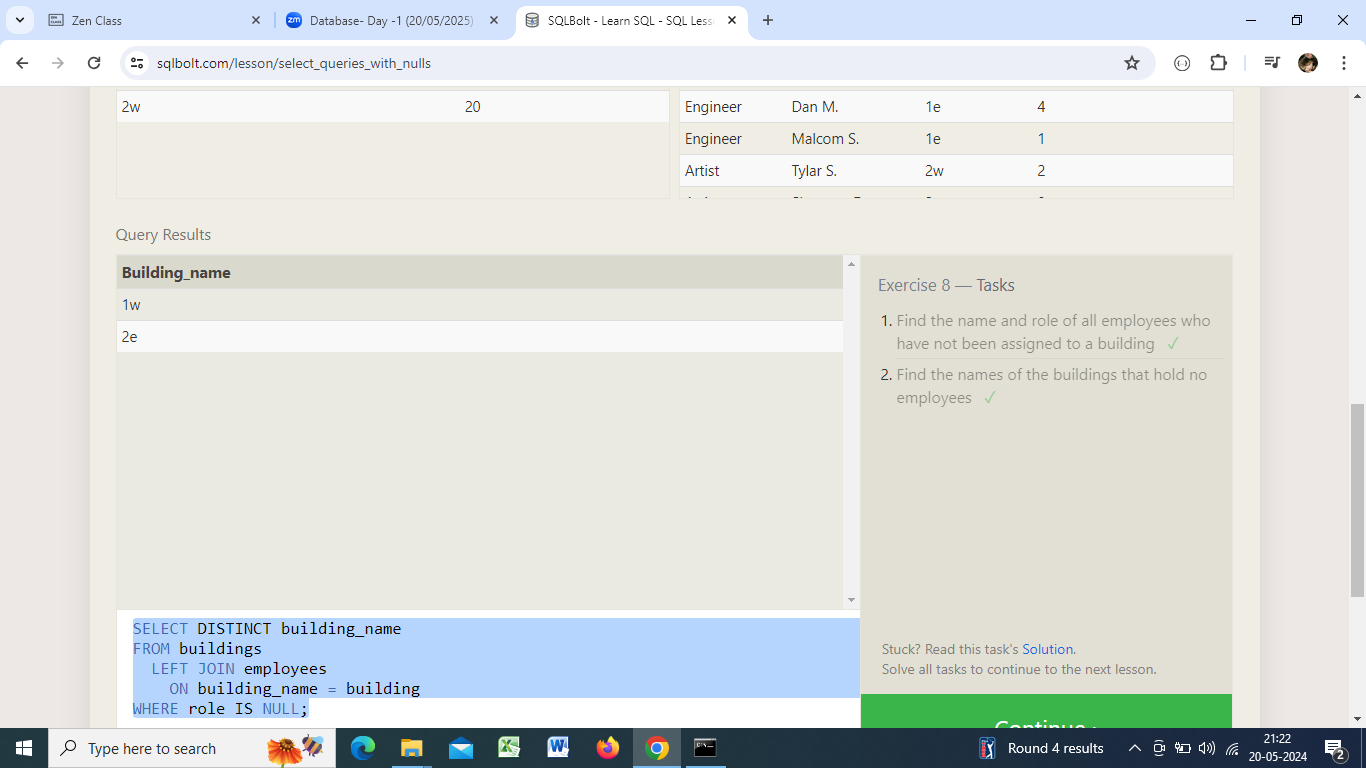 Zen Class
Database- Day -1 (20/05/2025)
SQLBolt - Learn SQL - SQL Less
sqlbolt.com/lesson/select_queries_with_nulls
2w 20
Engineer Dan M. 1e 4
Engineer Malcom S. 1e 1
Artist Tylar S. 2w 2
Query Results
Building_name
1w
2e
Exercise 8 — Tasks
1. Find the name and role of all employees who
have not been assigned to a building ✓
2. Find the names of the buildings that hold no
employees ✓
SELECT DISTINCT building_name
FROM buildings
LEFT JOIN employees
ON building_name = building
WHERE role IS NULL;
Stuck? Read this task's Solution.
Solve all tasks to continue to the next lesson.
Continue ›
Type here to search
Round 4 results
21:22
20-05-2024
2